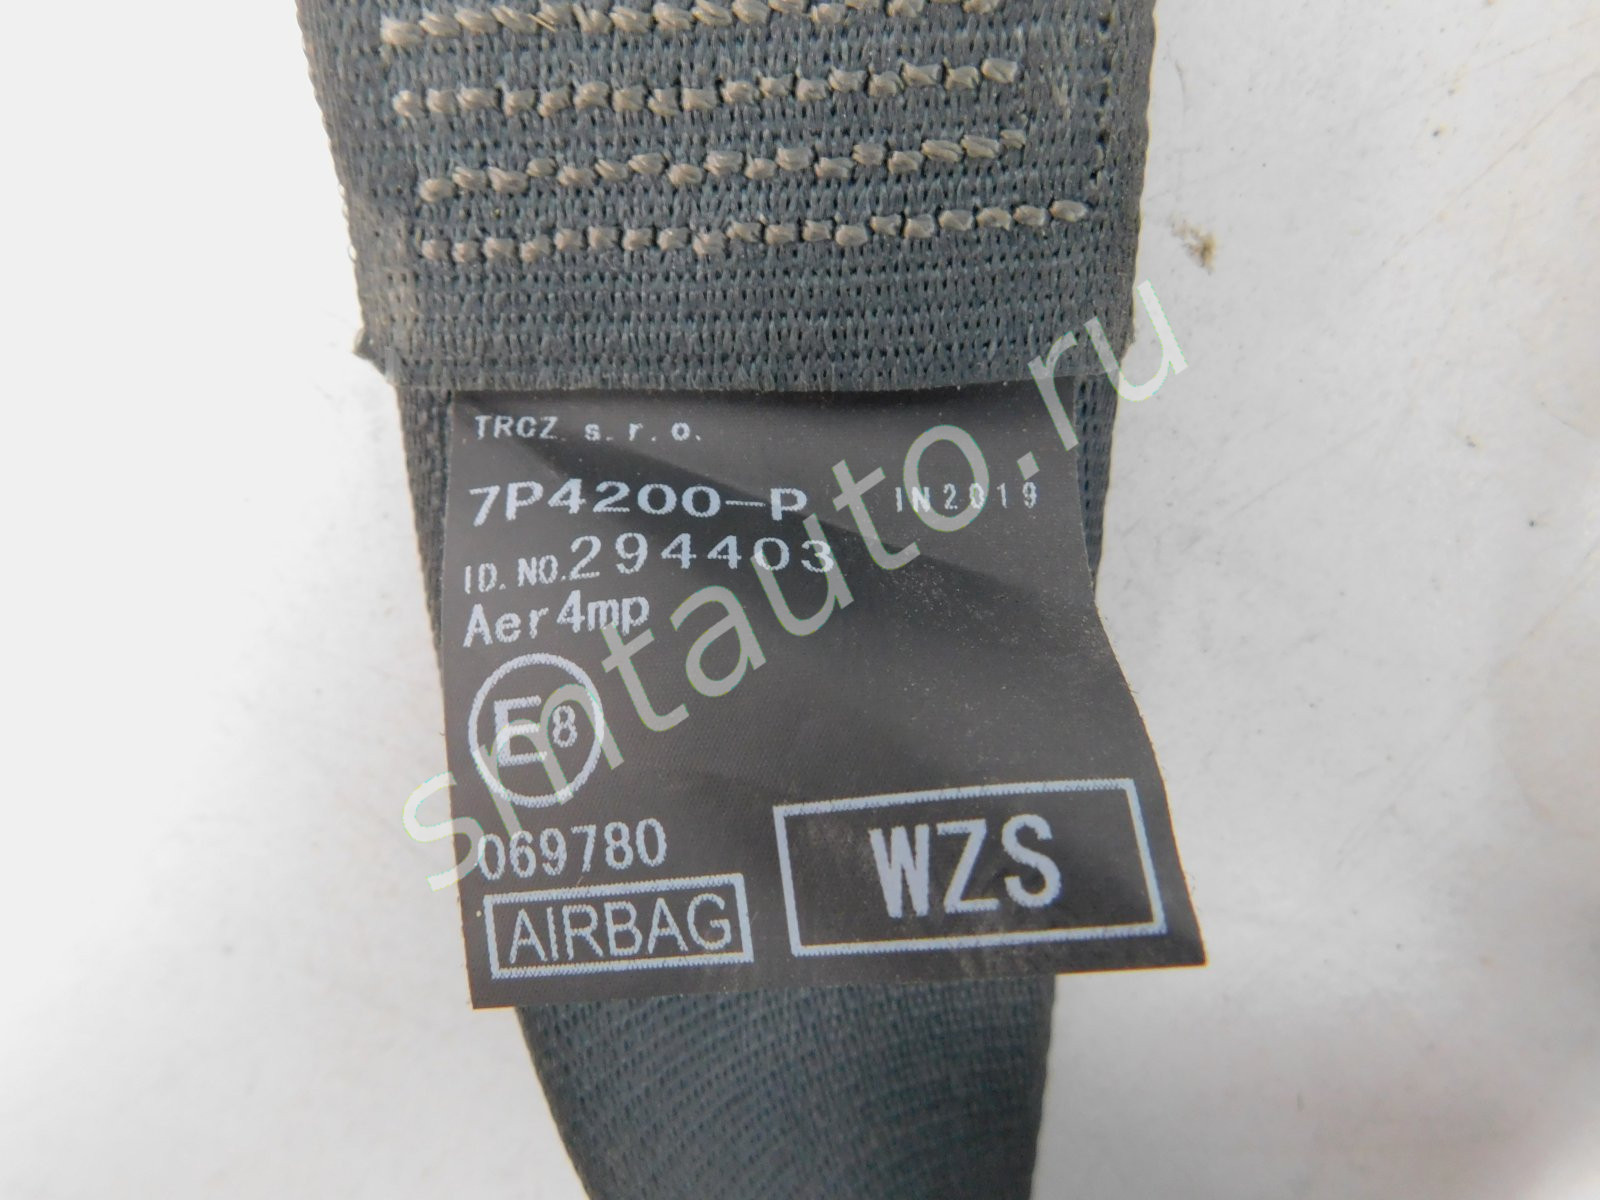 TRCZ s.r.o.
7P4200-P IN2019
ID.NO.294403
Aer4mp
E8
069780
AIRBAG
WZS
smtauto.ru